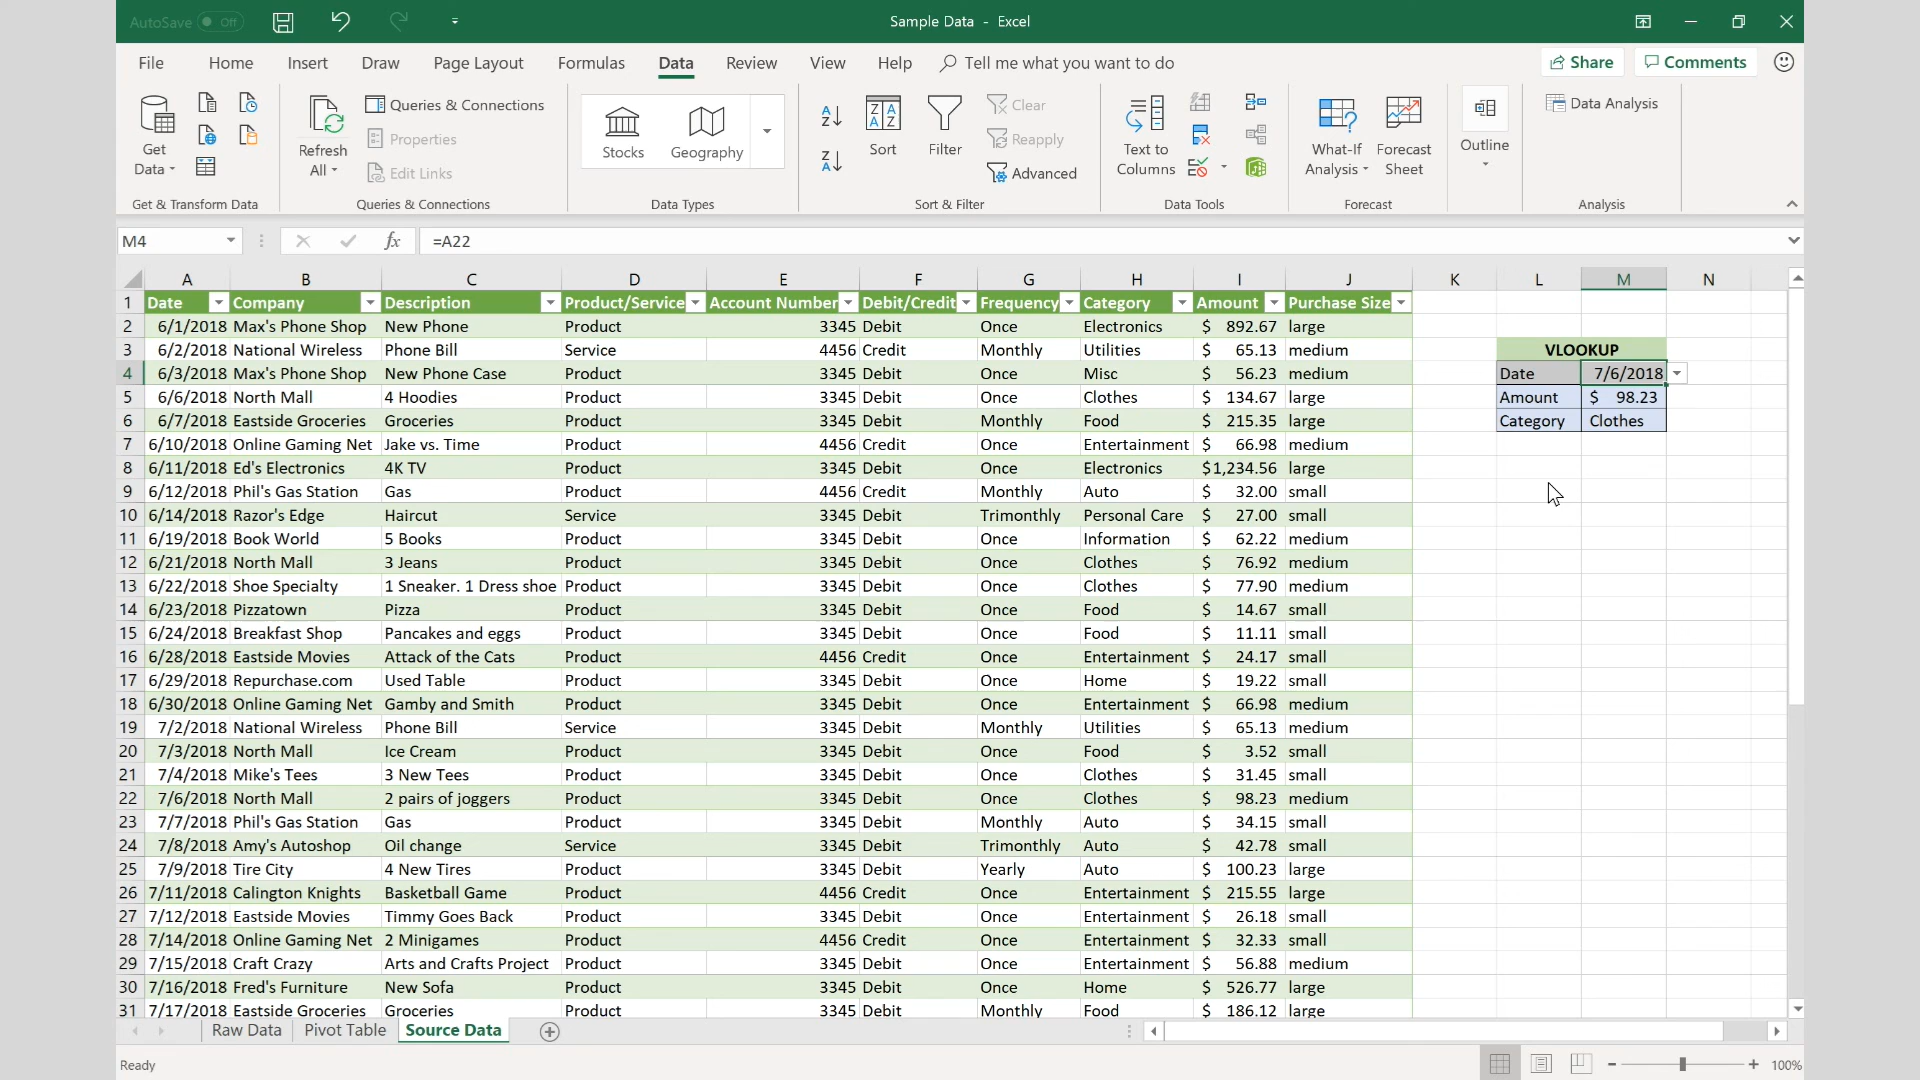 AutoSave Off
Sample Data - Excel
File Home Insert Draw Page Layout Formulas Data Review View Help Tell me what you want to do Share Comments
Get Data
Refresh All
Queries & Connections
Properties
Edit Links
Stocks
Geography
Sort
Filter
Clear
Reapply
Advanced
Text to Columns
What-If Analysis
Forecast Sheet
Outline
Data Analysis
Get & Transform Data Queries & Connections Data Types Sort & Filter Data Tools Forecast Analysis
M4 fx =A22
A B C D E F G H I J K L M N
1 Date Company Description Product/Service Account Number Debit/Credit Frequency Category Amount Purchase Size
2 6/1/2018 Max's Phone Shop New Phone Product 3345 Debit Once Electronics $ 892.67 large
3 6/2/2018 National Wireless Phone Bill Service 4456 Credit Monthly Utilities $ 65.13 medium VLOOKUP
4 6/3/2018 Max's Phone Shop New Phone Case Product 3345 Debit Once Misc $ 56.23 medium Date 7/6/2018
5 6/6/2018 North Mall 4 Hoodies Product 3345 Debit Once Clothes $ 134.67 large Amount $ 98.23
6 6/7/2018 Eastside Groceries Groceries Product 3345 Debit Monthly Food $ 215.35 large Category Clothes
7 6/10/2018 Online Gaming Net Jake vs. Time Product 4456 Credit Once Entertainment $ 66.98 medium
8 6/11/2018 Ed's Electronics 4K TV Product 3345 Debit Once Electronics $1,234.56 large
9 6/12/2018 Phil's Gas Station Gas Product 4456 Credit Monthly Auto $ 32.00 small
10 6/14/2018 Razor's Edge Haircut Service 3345 Debit Trimonthly Personal Care $ 27.00 small
11 6/19/2018 Book World 5 Books Product 3345 Debit Once Information $ 62.22 medium
12 6/21/2018 North Mall 3 Jeans Product 3345 Debit Once Clothes $ 76.92 medium
13 6/22/2018 Shoe Specialty 1 Sneaker. 1 Dress shoe Product 3345 Debit Once Clothes $ 77.90 medium
14 6/23/2018 Pizzatown Pizza Product 3345 Debit Once Food $ 14.67 small
15 6/24/2018 Breakfast Shop Pancakes and eggs Product 3345 Debit Once Food $ 11.11 small
16 6/28/2018 Eastside Movies Attack of the Cats Product 4456 Credit Once Entertainment $ 24.17 small
17 6/29/2018 Repurchase.com Used Table Product 3345 Debit Once Home $ 19.22 small
18 6/30/2018 Online Gaming Net Gamby and Smith Product 3345 Debit Once Entertainment $ 66.98 medium
19 7/2/2018 National Wireless Phone Bill Service 3345 Debit Monthly Utilities $ 65.13 medium
20 7/3/2018 North Mall Ice Cream Product 3345 Debit Once Food $ 3.52 small
21 7/4/2018 Mike's Tees 3 New Tees Product 3345 Debit Once Clothes $ 31.45 small
22 7/6/2018 North Mall 2 pairs of joggers Product 3345 Debit Once Clothes $ 98.23 medium
23 7/7/2018 Phil's Gas Station Gas Product 3345 Debit Monthly Auto $ 34.15 small
24 7/8/2018 Amy's Autoshop Oil change Service 3345 Debit Trimonthly Auto $ 42.78 small
25 7/9/2018 Tire City 4 New Tires Product 3345 Debit Yearly Auto $ 100.23 large
26 7/11/2018 Calington Knights Basketball Game Product 4456 Credit Once Entertainment $ 215.55 large
27 7/12/2018 Eastside Movies Timmy Goes Back Product 3345 Debit Once Entertainment $ 26.18 small
28 7/14/2018 Online Gaming Net 2 Minigames Product 4456 Credit Once Entertainment $ 32.33 small
29 7/15/2018 Craft Crazy Arts and Crafts Project Product 3345 Debit Once Entertainment $ 56.88 medium
30 7/16/2018 Fred's Furniture New Sofa Product 3345 Debit Once Home $ 526.77 large
31 7/17/2018 Eastside Groceries Groceries Product 3345 Debit Monthly Food $ 186.12 large
Raw Data Pivot Table Source Data
Ready 100%